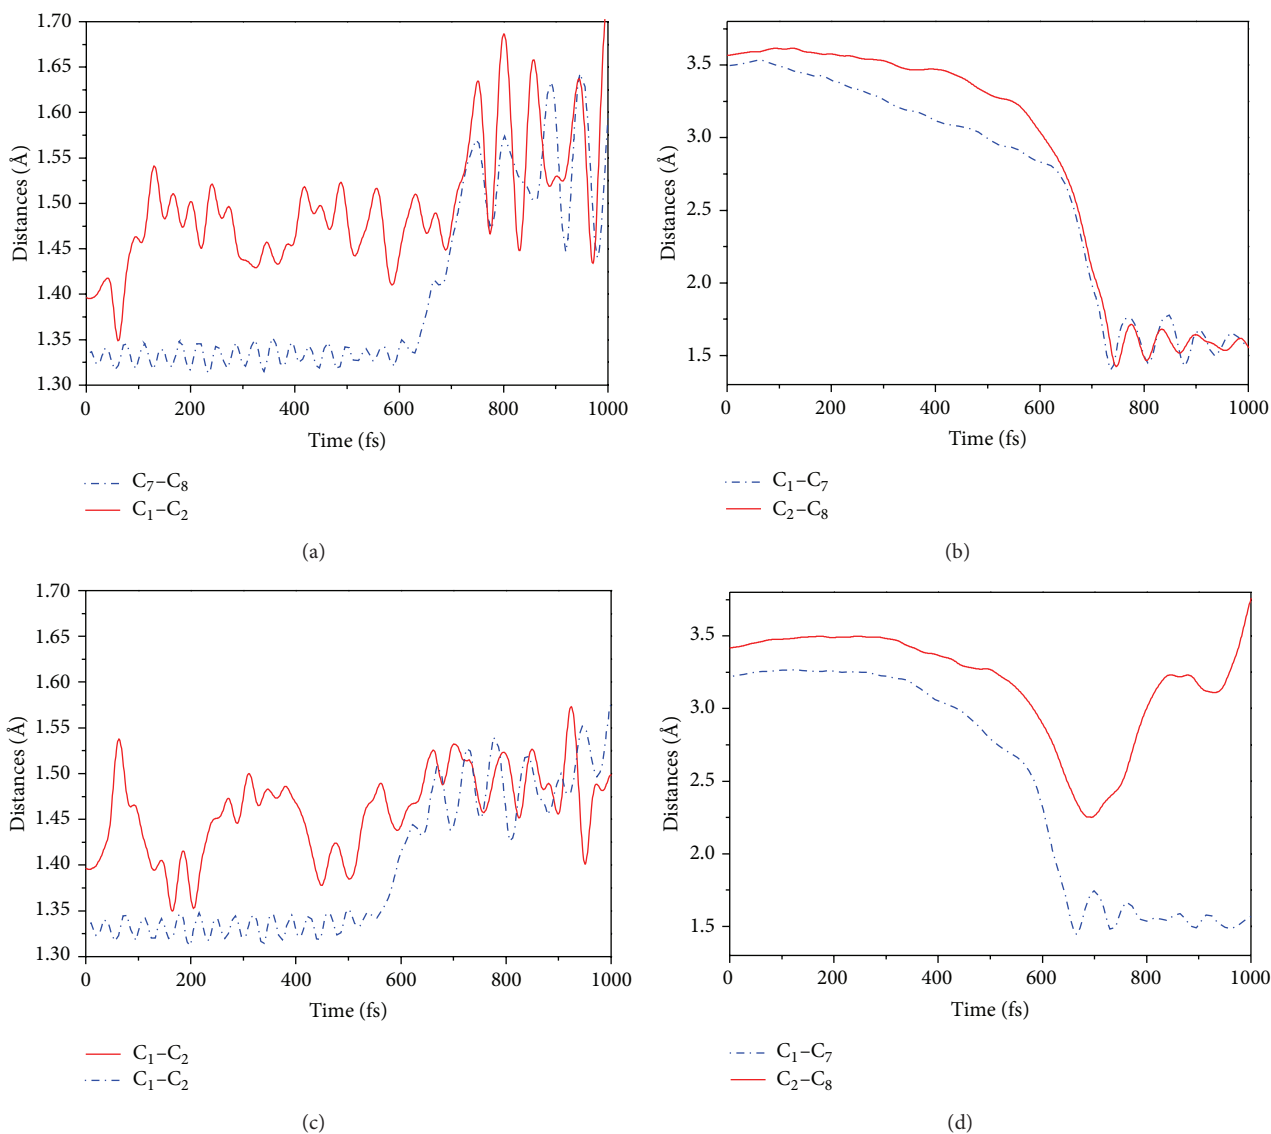 1.70
1.65
1.60
1.55
1.50
1.45
1.40
1.35
1.30
Distances (Å)
0 200 400 600 800 1000
Time (fs)
C7–C8
C1–C2
(a)
3.5
3.0
2.5
2.0
1.5
Distances (Å)
0 200 400 600 800 1000
Time (fs)
C1–C7
C2–C8
(b)
1.70
1.65
1.60
1.55
1.50
1.45
1.40
1.35
1.30
Distances (Å)
0 200 400 600 800 1000
Time (fs)
C1–C2
C1–C2
(c)
3.5
3.0
2.5
2.0
1.5
Distances (Å)
0 200 400 600 800 1000
Time (fs)
C1–C7
C2–C8
(d)